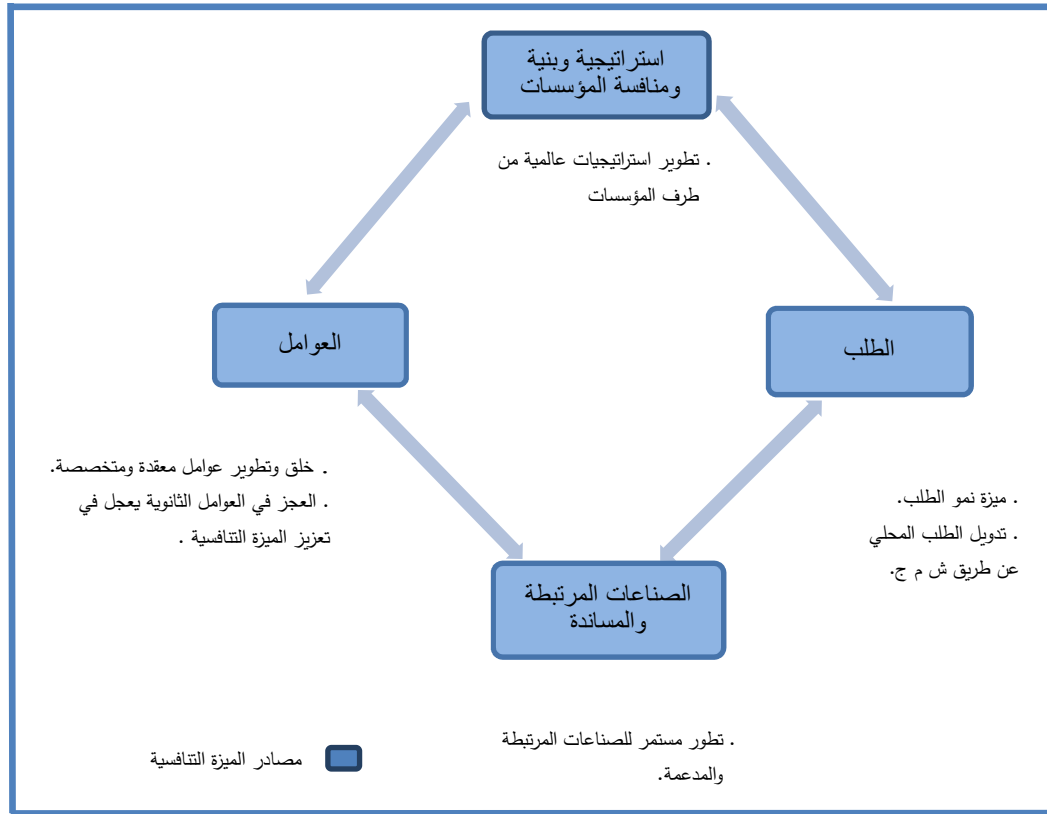 استراتيجية وبنية
ومنافسة المؤسسات
. تطوير استراتيجيات عالمية من
طرف المؤسسات
الطلب
العوامل
. ميزة نمو الطلب.
. تدويل الطلب المحلي
عن طريق ش م ج.
. خلق وتطوير عوامل معقدة ومتخصصة.
. العجز في العوامل الثانوية يعجل في
تعزيز الميزة التنافسية .
الصناعات المرتبطة
والمساندة
. تطور مستمر للصناعات المرتبطة
والمدعمة.
مصادر الميزة التنافسية